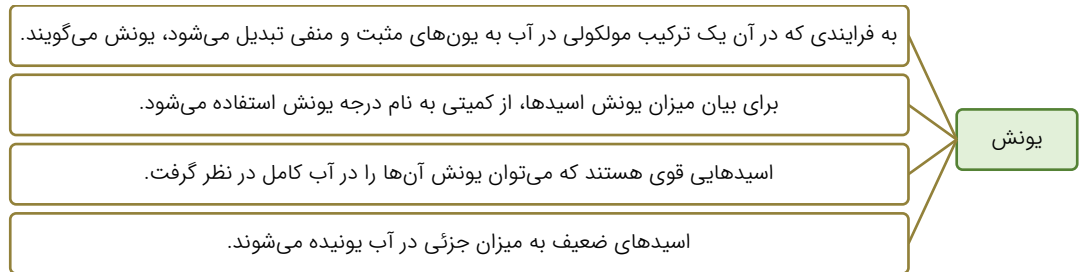 یونش
به فرایندی که در آن یک ترکیب مولکولی در آب به یون‌های مثبت و منفی تبدیل می‌شود، یونش می‌گویند.
برای بیان میزان یونش اسیدها، از کمیتی به نام درجه یونش استفاده می‌شود.
اسیدهایی قوی هستند که می‌توان یونش آن‌ها را در آب کامل در نظر گرفت.
اسیدهای ضعیف به میزان جزئی در آب یونیده می‌شوند.